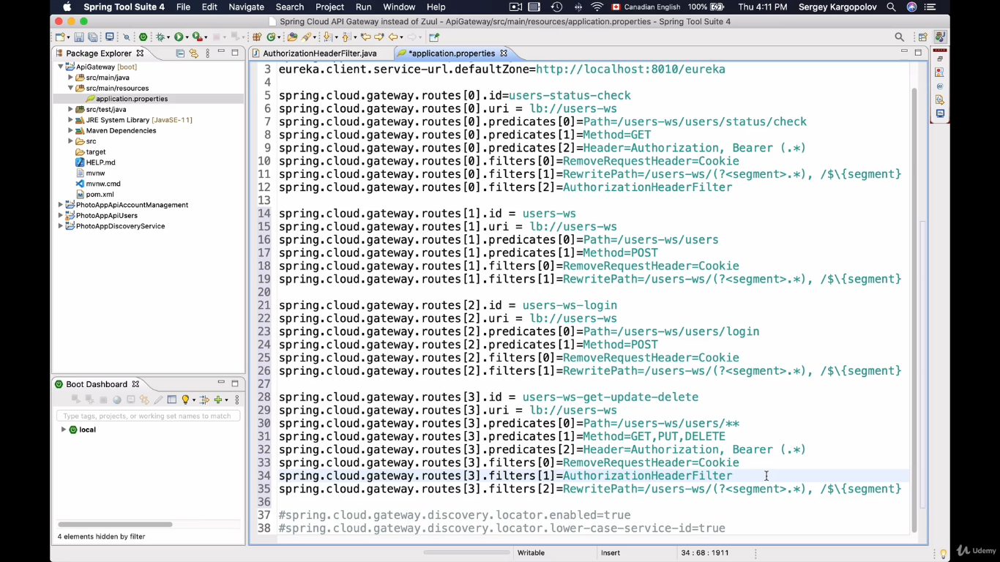 Spring Tool Suite 4 File Edit Navigate Search Project Run Window Help Canadian English 100% Thu 4:11 PM Sergey Kargopolov
Spring Cloud API Gateway instead of Zuul - ApiGateway/src/main/resources/application.properties - Spring Tool Suite 4
Package Explorer
ApiGateway [boot]
src/main/java
src/main/resources
application.properties
src/test/java
JRE System Library [JavaSE-11]
Maven Dependencies
src
target
HELP.md
mvnw
mvnw.cmd
pom.xml
PhotoAppApiAccountManagement
PhotoAppApiUsers
PhotoAppDiscoveryService
Boot Dashboard
Type tags, projects, or working set names to match
local
4 elements hidden by filter
AuthorizationHeaderFilter.java *application.properties
3 eureka.client.service-url.defaultZone=http://localhost:8010/eureka
4
5 spring.cloud.gateway.routes[0].id=users-status-check
6 spring.cloud.gateway.routes[0].uri = lb://users-ws
7 spring.cloud.gateway.routes[0].predicates[0]=Path=/users-ws/users/status/check
8 spring.cloud.gateway.routes[0].predicates[1]=Method=GET
9 spring.cloud.gateway.routes[0].predicates[2]=Header=Authorization, Bearer (.*)
10 spring.cloud.gateway.routes[0].filters[0]=RemoveRequestHeader=Cookie
11 spring.cloud.gateway.routes[0].filters[1]=RewritePath=/users-ws/(?<segment>.*), /$\{segment}
12 spring.cloud.gateway.routes[0].filters[2]=AuthorizationHeaderFilter
13
14 spring.cloud.gateway.routes[1].id = users-ws
15 spring.cloud.gateway.routes[1].uri = lb://users-ws
16 spring.cloud.gateway.routes[1].predicates[0]=Path=/users-ws/users
17 spring.cloud.gateway.routes[1].predicates[1]=Method=POST
18 spring.cloud.gateway.routes[1].filters[0]=RemoveRequestHeader=Cookie
19 spring.cloud.gateway.routes[1].filters[1]=RewritePath=/users-ws/(?<segment>.*), /$\{segment}
20
21 spring.cloud.gateway.routes[2].id = users-ws-login
22 spring.cloud.gateway.routes[2].uri = lb://users-ws
23 spring.cloud.gateway.routes[2].predicates[0]=Path=/users-ws/users/login
24 spring.cloud.gateway.routes[2].predicates[1]=Method=POST
25 spring.cloud.gateway.routes[2].filters[0]=RemoveRequestHeader=Cookie
26 spring.cloud.gateway.routes[2].filters[1]=RewritePath=/users-ws/(?<segment>.*), /$\{segment}
27
28 spring.cloud.gateway.routes[3].id = users-ws-get-update-delete
29 spring.cloud.gateway.routes[3].uri = lb://users-ws
30 spring.cloud.gateway.routes[3].predicates[0]=Path=/users-ws/users/**
31 spring.cloud.gateway.routes[3].predicates[1]=Method=GET,PUT,DELETE
32 spring.cloud.gateway.routes[3].predicates[2]=Header=Authorization, Bearer (.*)
33 spring.cloud.gateway.routes[3].filters[0]=RemoveRequestHeader=Cookie
34 spring.cloud.gateway.routes[3].filters[1]=AuthorizationHeaderFilter
35 spring.cloud.gateway.routes[3].filters[2]=RewritePath=/users-ws/(?<segment>.*), /$\{segment}
36
37 #spring.cloud.gateway.discovery.locator.enabled=true
38 #spring.cloud.gateway.discovery.locator.lower-case-service-id=true
Writable Insert 34 : 68 : 1911
Udemy